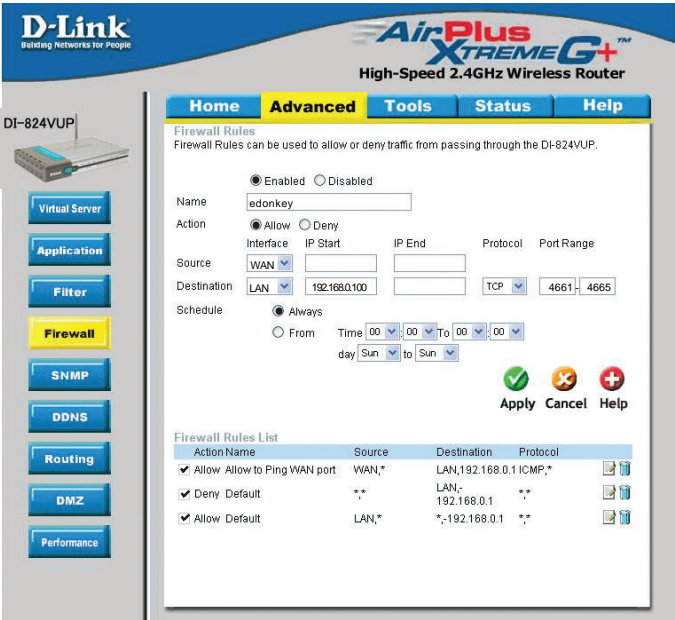 D-Link
Building Networks for People
AirPlus
XTREME G+™
High-Speed 2.4GHz Wireless Router
DI-824VUP
Home Advanced Tools Status Help
Virtual Server
Application
Filter
Firewall
SNMP
DDNS
Routing
DMZ
Performance
Firewall Rules
Firewall Rules can be used to allow or deny traffic from passing through the DI-824VUP.
Enabled Disabled
Name edonkey
Action Allow Deny
Interface IP Start IP End Protocol Port Range
Source WAN
Destination LAN 192.168.0.100 TCP 4661 - 4665
Schedule Always
From Time 00 : 00 To 00 : 00
day Sun to Sun
Apply Cancel Help
Firewall Rules List
Action Name Source Destination Protocol
Allow Allow to Ping WAN port WAN,* LAN,192.168.0.1 ICMP,*
Deny Default *,* LAN,-192.168.0.1 *,*
Allow Default LAN,* *,-192.168.0.1 *,*